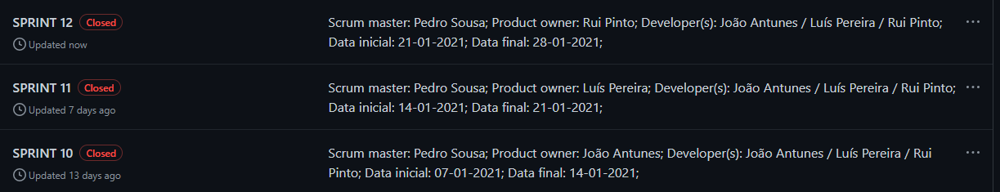 SPRINT 12 Closed
Scrum master: Pedro Sousa; Product owner: Rui Pinto; Developer(s): João Antunes / Luís Pereira / Rui Pinto;
Data inicial: 21-01-2021; Data final: 28-01-2021;
Updated now
SPRINT 11 Closed
Scrum master: Pedro Sousa; Product owner: Luís Pereira; Developer(s): João Antunes / Luís Pereira / Rui Pinto;
Data inicial: 14-01-2021; Data final: 21-01-2021;
Updated 7 days ago
SPRINT 10 Closed
Scrum master: Pedro Sousa; Product owner: João Antunes; Developer(s): João Antunes / Luís Pereira / Rui
Pinto; Data inicial: 07-01-2021; Data final: 14-01-2021;
Updated 13 days ago